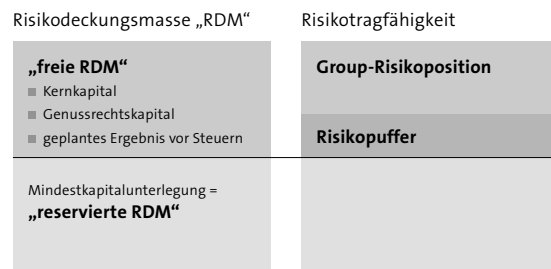 Risikodeckungsmasse „RDM“
„freie RDM“
Kernkapital
Genussrechtskapital
geplantes Ergebnis vor Steuern
Mindestkapitalunterlegung =
„reservierte RDM“
Risikotragfähigkeit
Group-Risikoposition
Risikopuffer